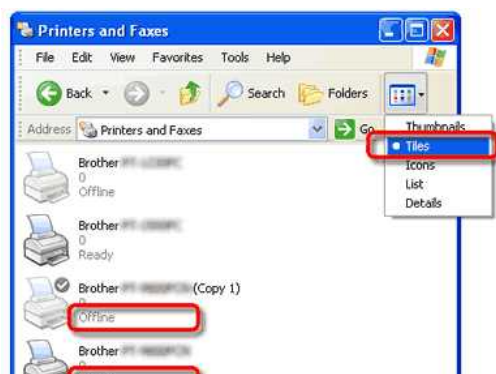 Printers and Faxes
File Edit View Favorites Tools Help
Back Search Folders
Address Printers and Faxes Go
Thumbnails
Tiles
Icons
List
Details
Brother
0
Offline
Brother
0
Ready
Brother (Copy 1)
0
Offline
Brother
0